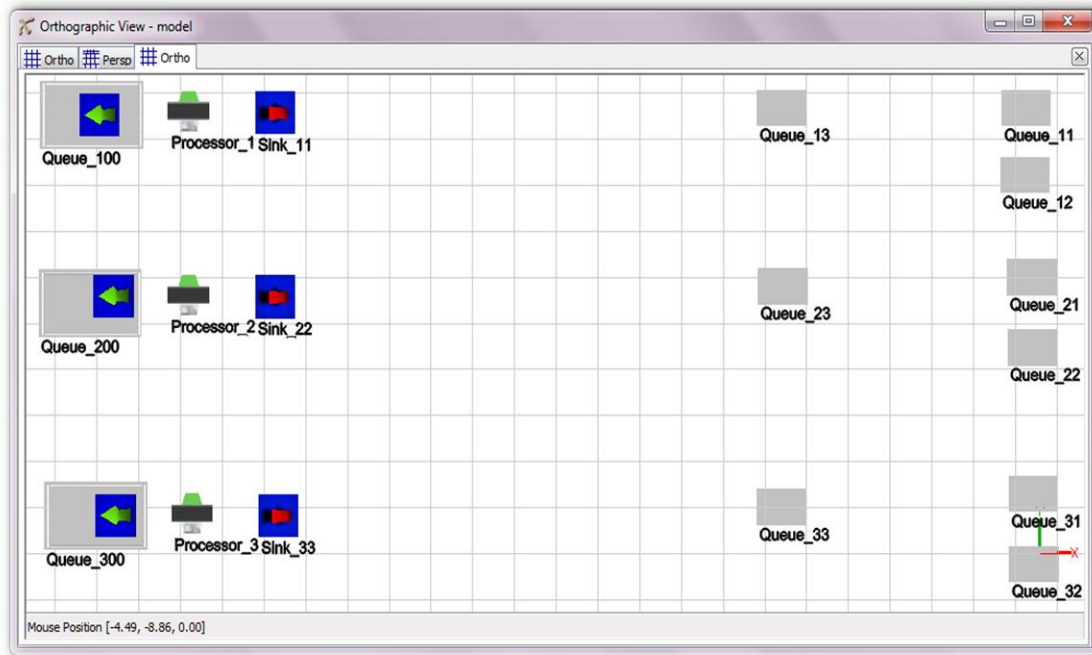 Orthographic View - model
Ortho Persp Ortho
Queue_100 Processor_1 Sink_11 Queue_13 Queue_11
Queue_12
Queue_200 Processor_2 Sink_22 Queue_23 Queue_21
Queue_22
Queue_300 Processor_3 Sink_33 Queue_33 Queue_31
X
Queue_32
Mouse Position [-4.49, -8.86, 0.00]